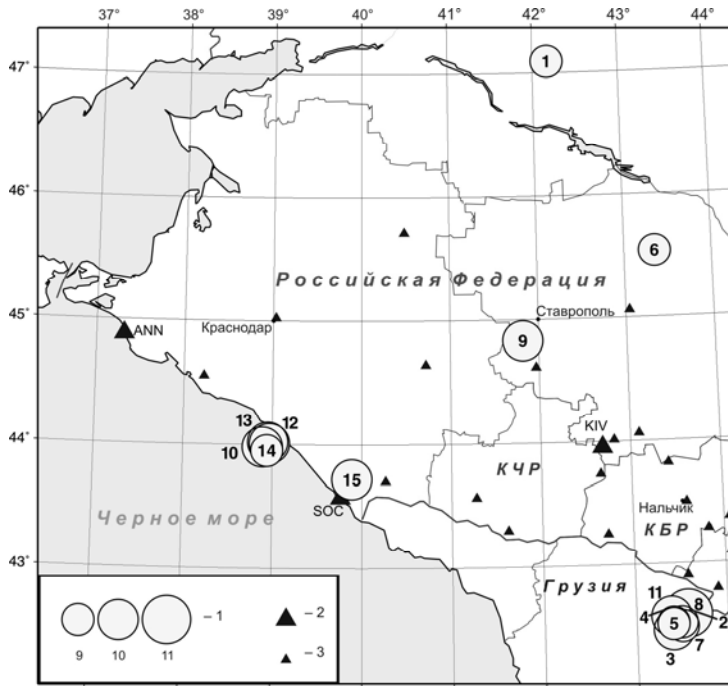 37° 38° 39° 40° 41° 42° 43° 44°
47°
1
46°
6
Российская Федерация
45°
ANN
Краснодар
Ставрополь
9
13 12
44°
10 14
KIV
15
КЧР
SOC
Черное море
Нальчик
КБР
43°
Грузия
11 8
4 5 2
3 7
– 1 – 2
9 10 11 – 3